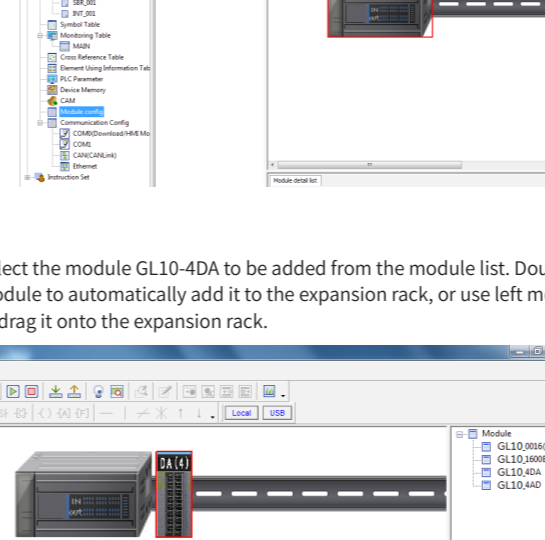 SBR_001
INT_001
Symbol Table
Monitoring Table
MAIN
Cross Reference Table
Element Using Information Tab
PLC Parameter
Device Memory
CAM
Module config
Communication Config
COM0(Download/HMI Mo
COM1
CAN(CANLink)
Ethernet
Instruction Set
IN
out
Module detail list
lect the module GL10-4DA to be added from the module list. Dou
odule to automatically add it to the expansion rack, or use left m
drag it onto the expansion rack.
Local USB
DA(4)
IN
out
Module
GL10_0016(
GL10_1600E
GL10_4DA
GL10_4AD